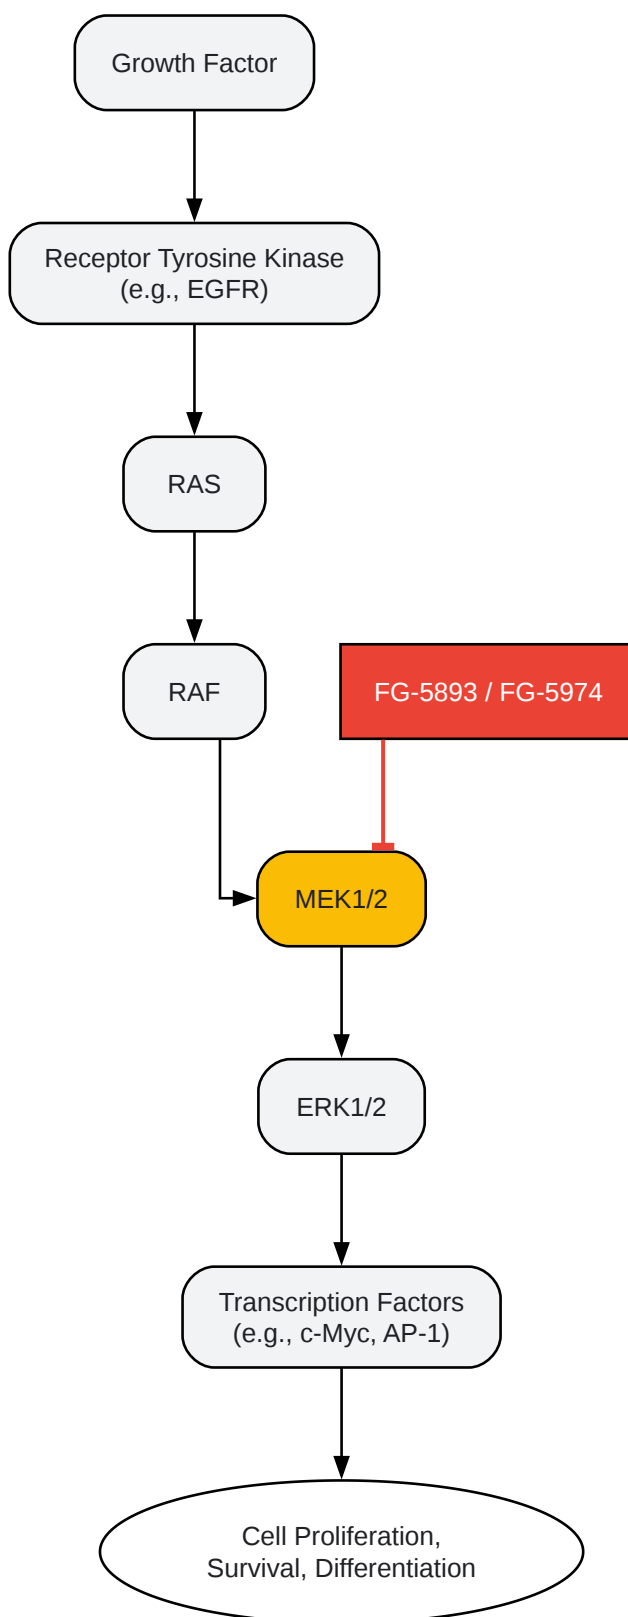 Growth Factor
Receptor Tyrosine Kinase
(e.g., EGFR)
RAS
RAF
FG-5893 / FG-5974
MEK1/2
ERK1/2
Transcription Factors
(e.g., c-Myc, AP-1)
Cell Proliferation,
Survival, Differentiation